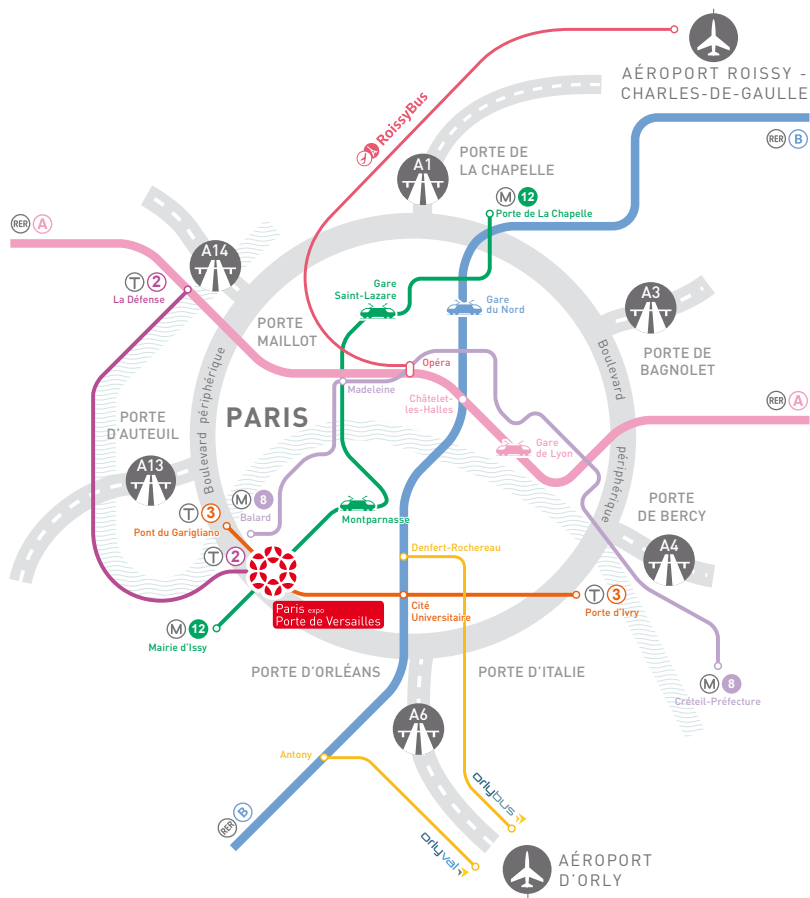 AÉROPORT ROISSY -
CHARLES-DE-GAULLE
RER B
RoissyBus
A1
PORTE DE
LA CHAPELLE
M 12
Porte de La Chapelle
RER A
A14
T 2
La Défense
Gare
Saint-Lazare
Gare
du Nord
A3
PORTE
MAILLOT
PORTE DE
BAGNOLET
Boulevard
périphérique
Opéra
Madeleine
Châtelet-
les-Halles
RER A
PARIS
Boulevard périphérique
PORTE
D'AUTEUIL
Gare
de Lyon
A13
M 8
Balard
T 3
Pont du Garigliano
Montparnasse
PORTE
DE BERCY
A4
T 2
Denfert-Rochereau
Paris expo
Porte de Versailles
Cité
Universitaire
T 3
Porte d'Ivry
M 12
Mairie d'Issy
PORTE D'ORLÉANS
PORTE D'ITALIE
M 8
Créteil-Préfecture
A6
Antony
orlybus
RER B
orlyval
AÉROPORT
D'ORLY